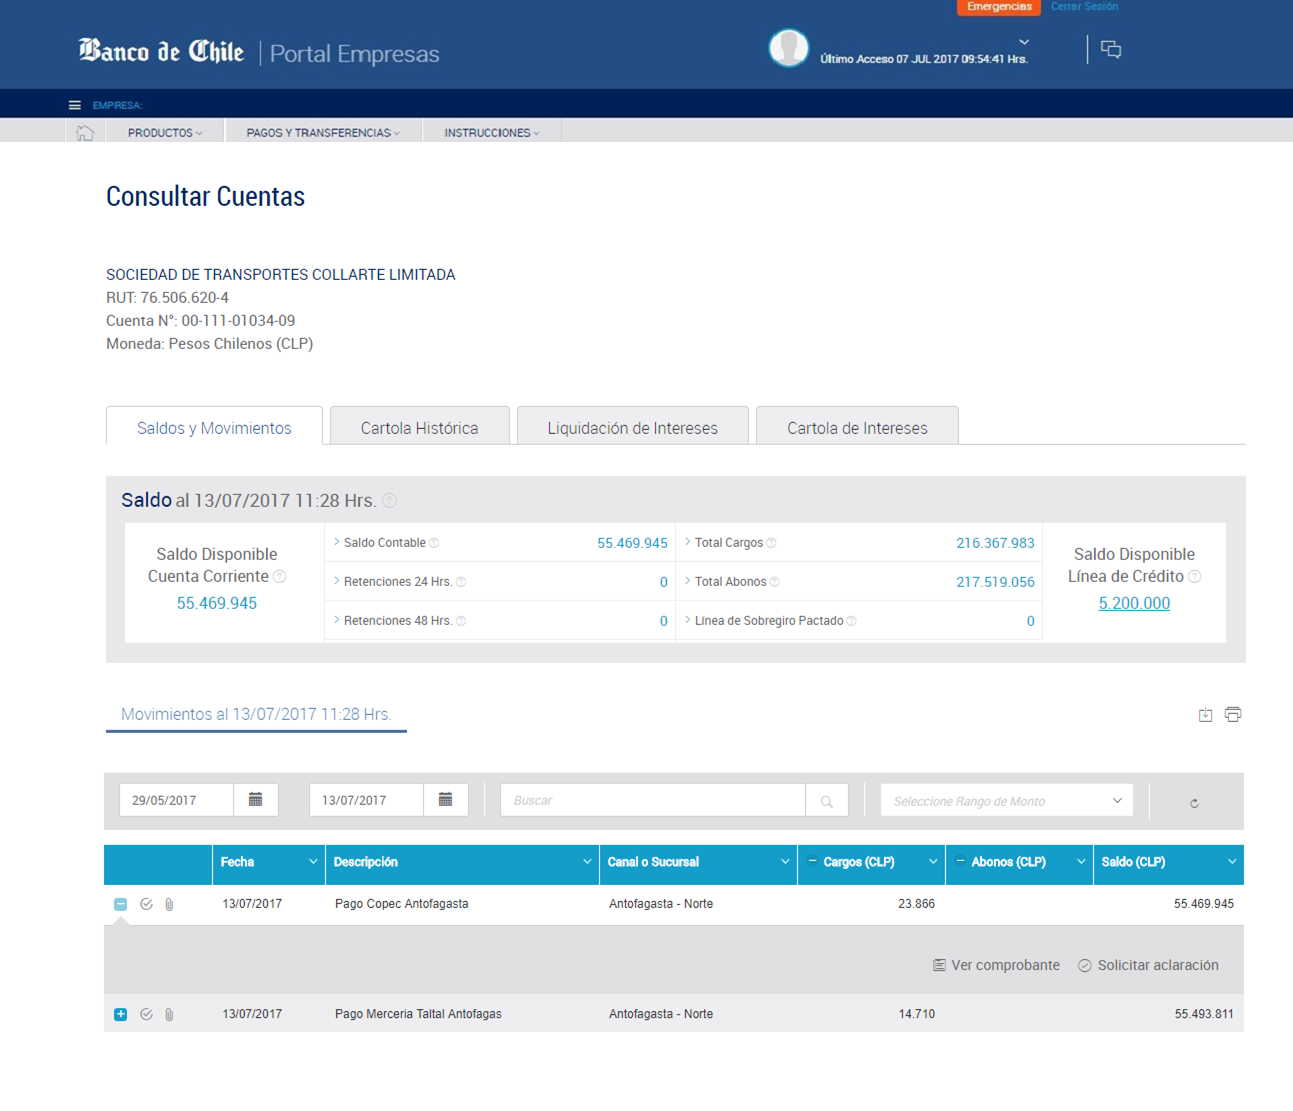 Emergencias Cerrar Sesión
Banco de Chile | Portal Empresas
Último Acceso 07 JUL 2017 09:54:41 Hrs.
EMPRESA:
PRODUCTOS PAGOS Y TRANSFERENCIAS INSTRUCCIONES
Consultar Cuentas
SOCIEDAD DE TRANSPORTES COLLARTE LIMITADA
RUT: 76.506.620-4
Cuenta N°: 00-111-01034-09
Moneda: Pesos Chilenos (CLP)
Saldos y Movimientos Cartola Histórica Liquidación de Intereses Cartola de Intereses
Saldo al 13/07/2017 11:28 Hrs. ?
Saldo Disponible
Cuenta Corriente ?
55.469.945
> Saldo Contable ? 55.469.945
> Retenciones 24 Hrs. ? 0
> Retenciones 48 Hrs. ? 0
> Total Cargos ? 216.367.983
> Total Abonos ? 217.519.056
> Línea de Sobregiro Pactado ? 0
Saldo Disponible
Línea de Crédito ?
5.200.000
Movimientos al 13/07/2017 11:28 Hrs.
29/05/2017 13/07/2017 Buscar Seleccione Rango de Monto
Fecha Descripción Canal o Sucursal Cargos (CLP) Abonos (CLP) Saldo (CLP)
13/07/2017 Pago Copec Antofagasta Antofagasta - Norte 23.866 55.469.945
Ver comprobante Solicitar aclaración
13/07/2017 Pago Merceria Taltal Antofagas Antofagasta - Norte 14.710 55.493.811